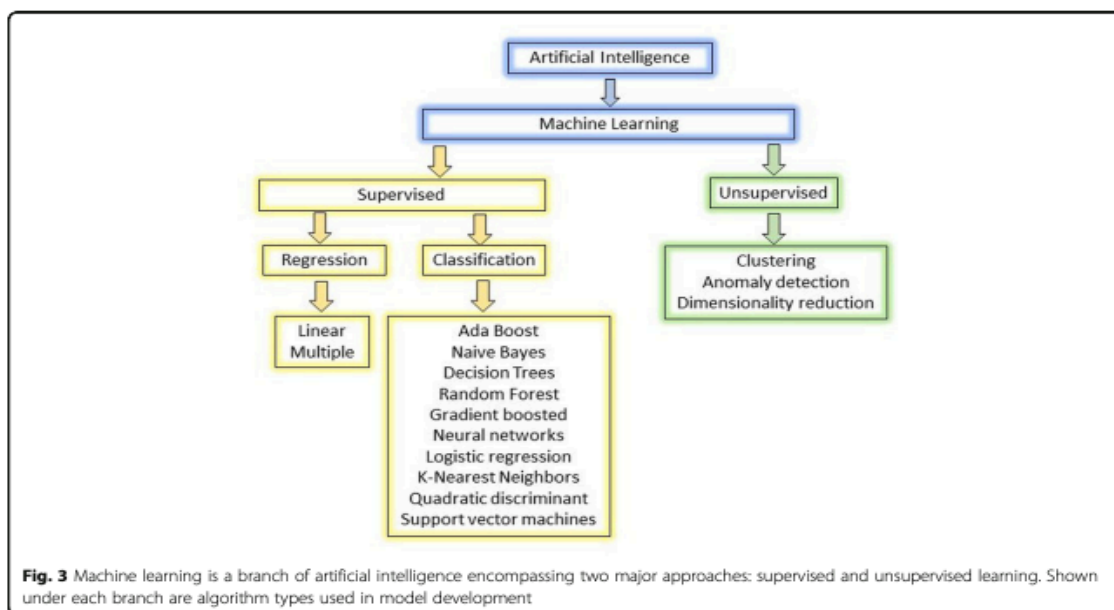 Artificial Intelligence
Machine Learning
Supervised
Unsupervised
Regression
Classification
Clustering
Anomaly detection
Dimensionality reduction
Linear
Multiple
Ada Boost
Naive Bayes
Decision Trees
Random Forest
Gradient boosted
Neural networks
Logistic regression
K-Nearest Neighbors
Quadratic discriminant
Support vector machines
Fig. 3 Machine learning is a branch of artificial intelligence encompassing two major approaches: supervised and unsupervised learning. Shown
under each branch are algorithm types used in model development